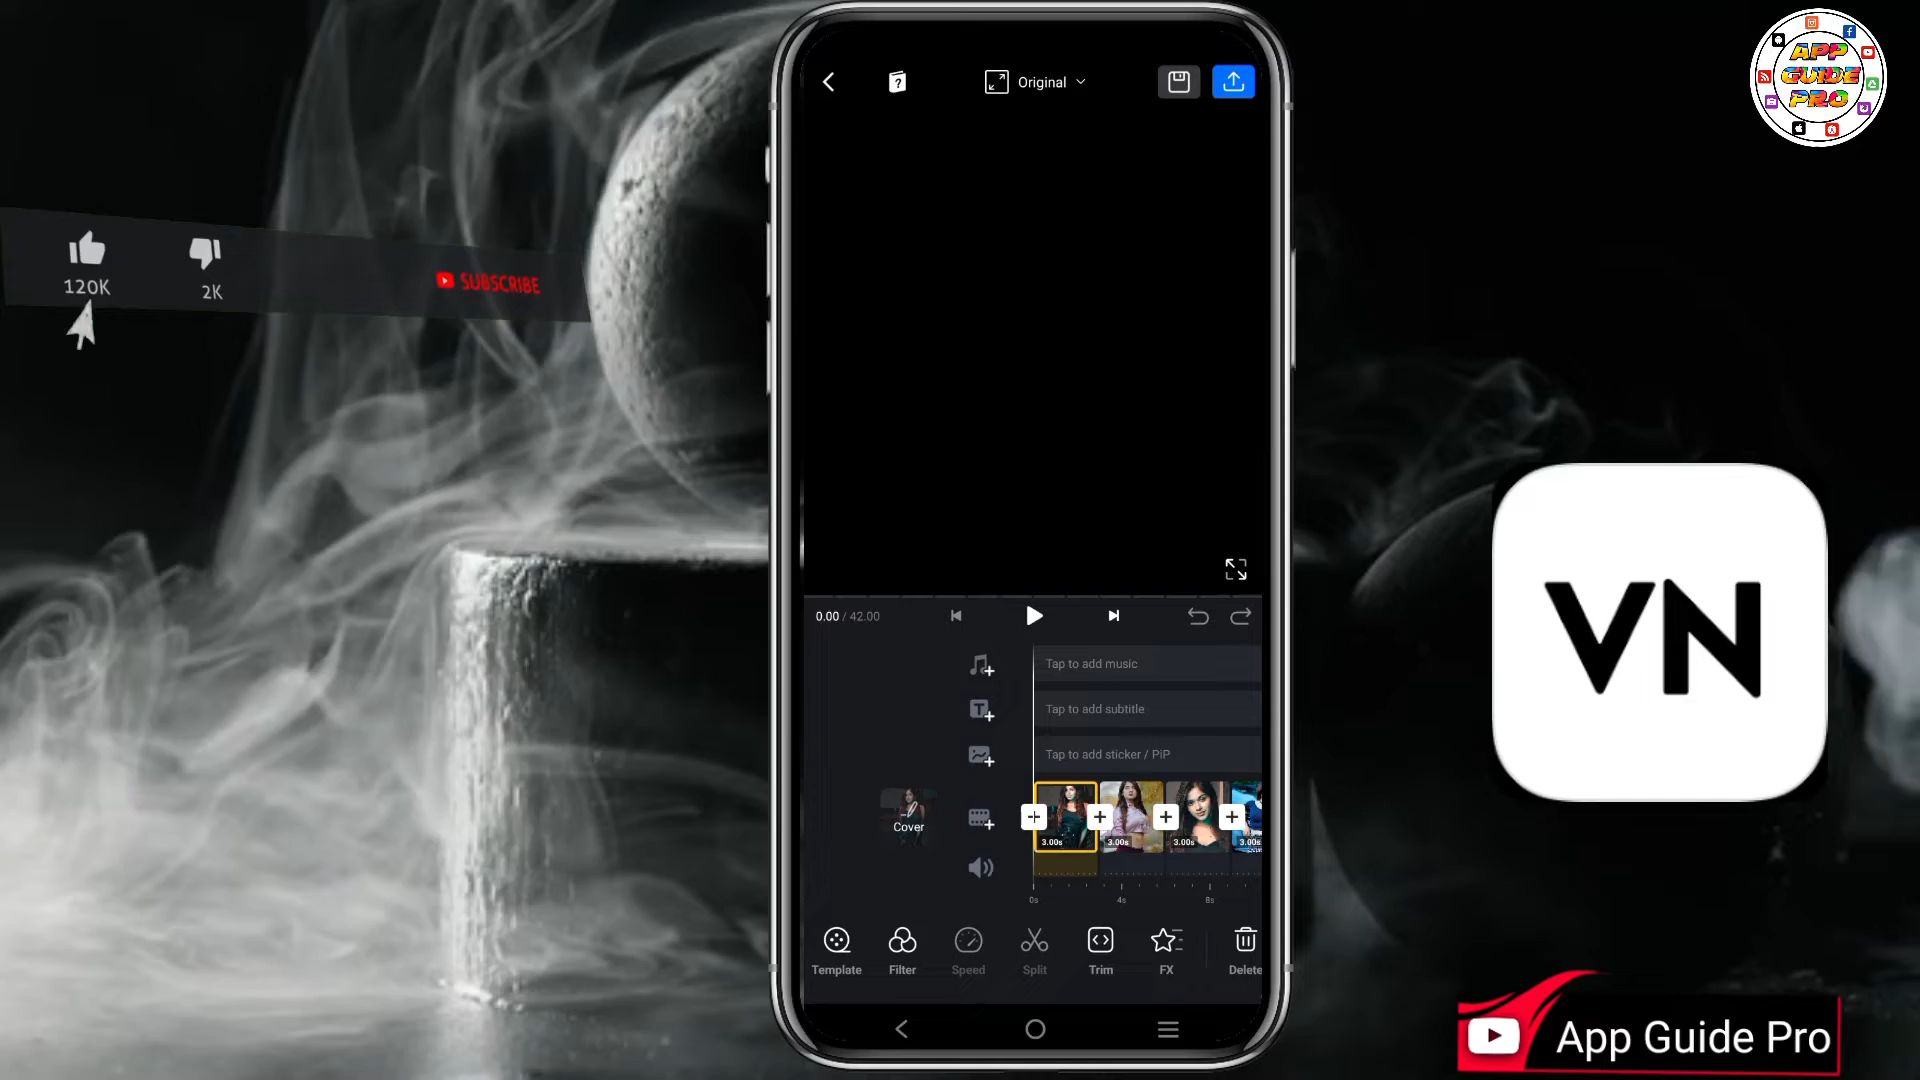 Original
APP
GUIDE
PRO
120K
2K
SUBSCRIBE
VN
0.00 / 42.00
Tap to add music
Tap to add subtitle
Tap to add sticker / PiP
Cover
3.00s
3.00s
3.00s
3.00s
0s
4s
8s
Template
Filter
Speed
Split
Trim
FX
Delete
App Guide Pro